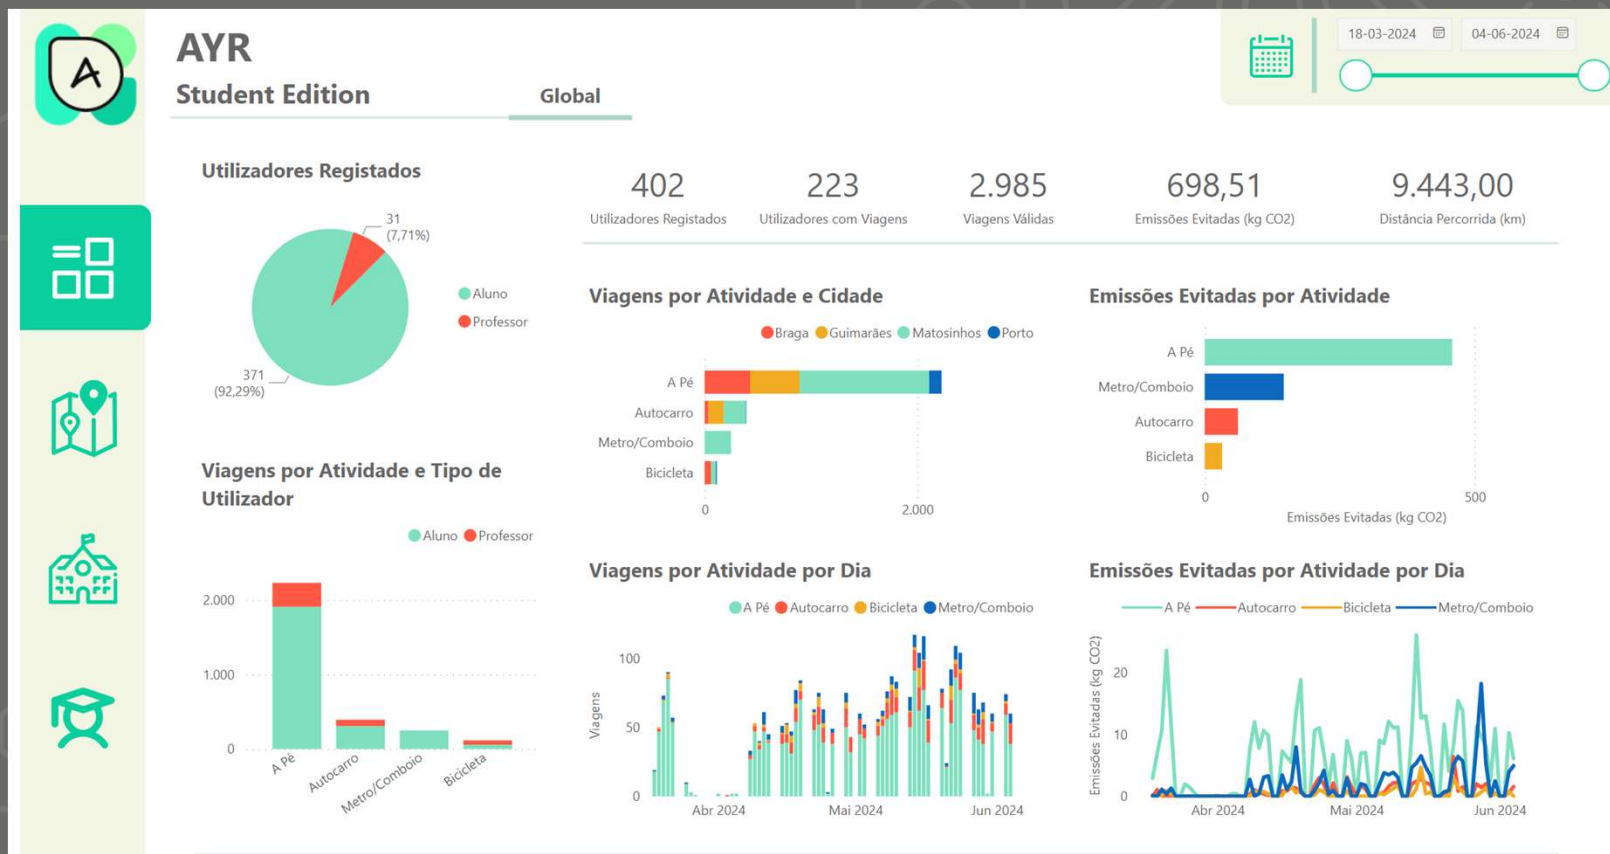 A
AYR
Student Edition
Global
18-03-2024
04-06-2024
Utilizadores Registados
31
(7,71%)
Aluno
Professor
371
(92,29%)
402
Utilizadores Registados
223
Utilizadores com Viagens
2.985
Viagens Válidas
698,51
Emissões Evitadas (kg CO2)
9.443,00
Distância Percorrida (km)
Viagens por Atividade e Cidade
Braga Guimarães Matosinhos Porto
A Pé
Autocarro
Metro/Comboio
Bicicleta
0 2.000
Emissões Evitadas por Atividade
A Pé
Metro/Comboio
Autocarro
Bicicleta
0 500
Emissões Evitadas (kg CO2)
Viagens por Atividade e Tipo de
Utilizador
Aluno Professor
2.000
1.000
0
A Pé
Autocarro
Metro/Comboio
Bicicleta
Viagens por Atividade por Dia
A Pé Autocarro Bicicleta Metro/Comboio
Viagens
100
50
0
Abr 2024 Mai 2024 Jun 2024
Emissões Evitadas por Atividade por Dia
A Pé Autocarro Bicicleta Metro/Comboio
Emissões Evitadas (kg CO2)
20
10
0
Abr 2024 Mai 2024 Jun 2024